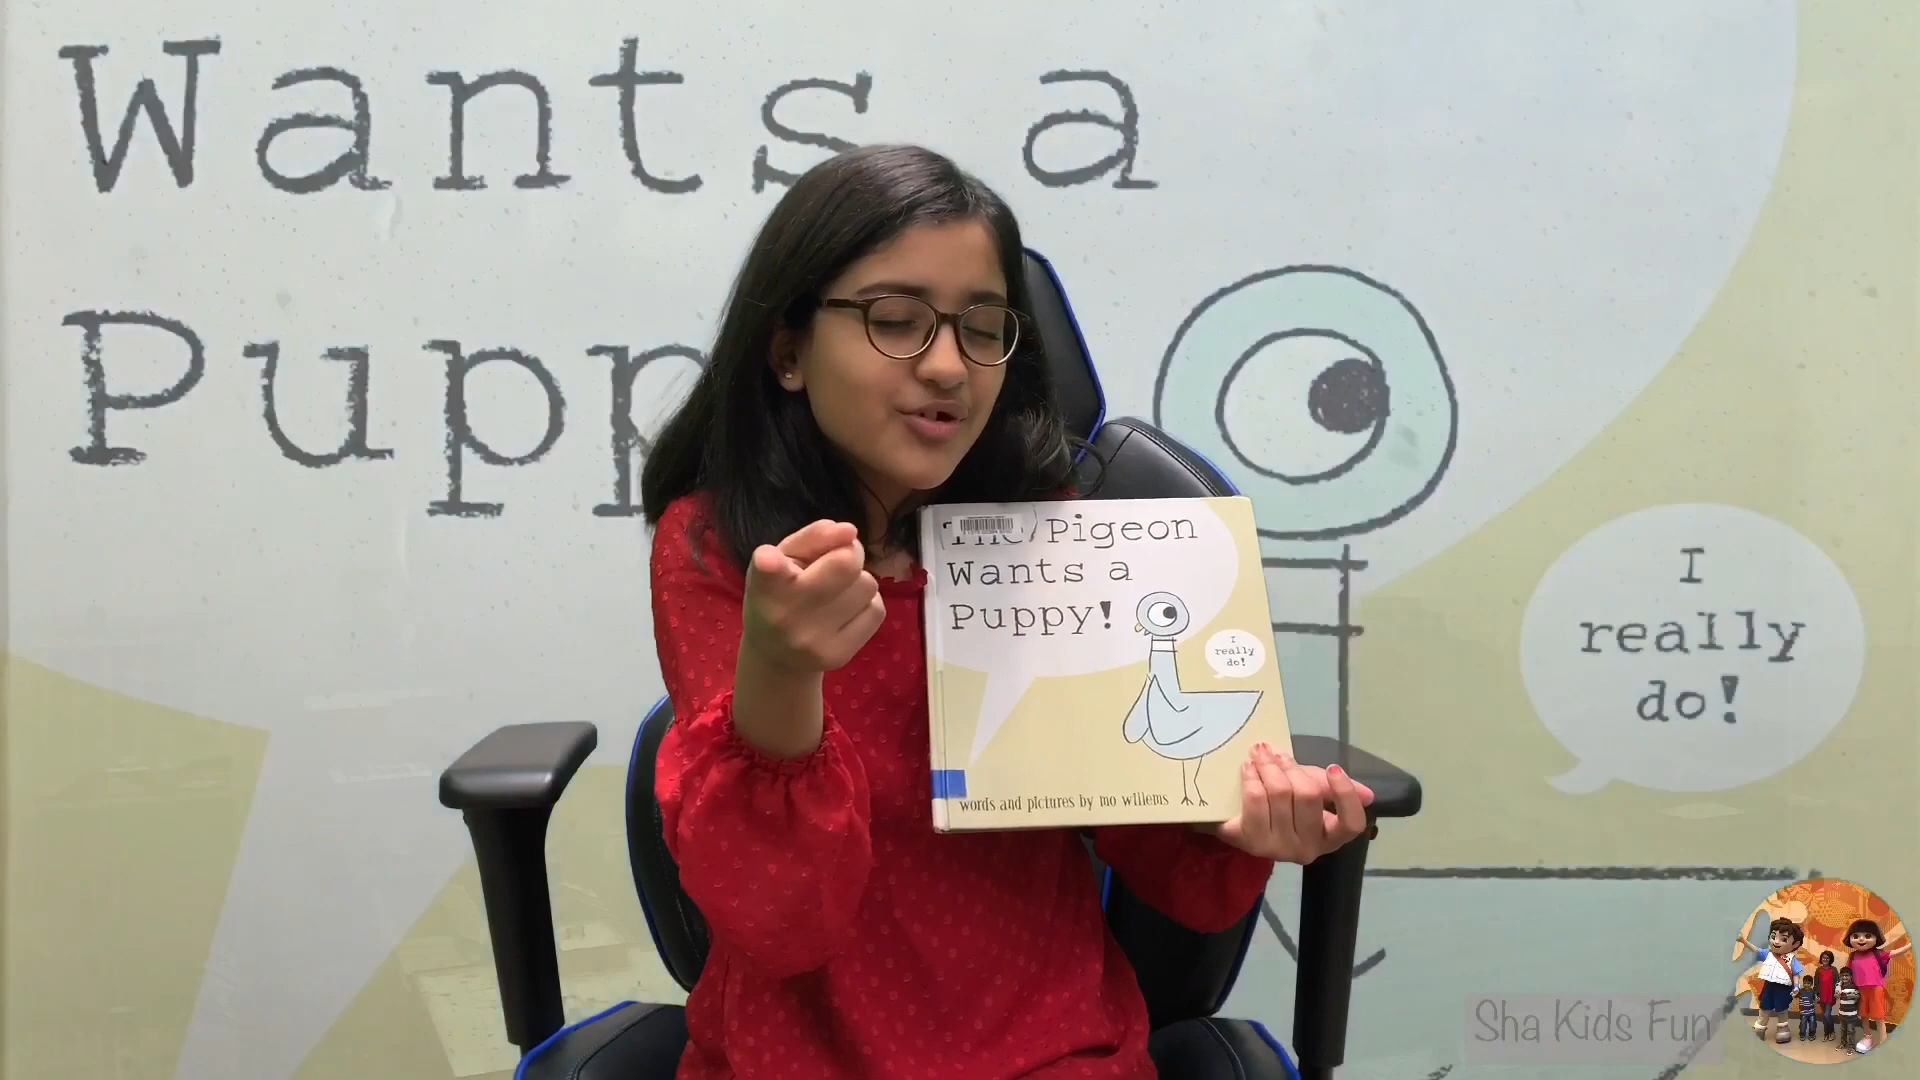 Wants a
Pupp
I
really
do!
The Pigeon
Wants a
Puppy!
I
really
do!
words and pictures by mo willems
Sha Kids Fun